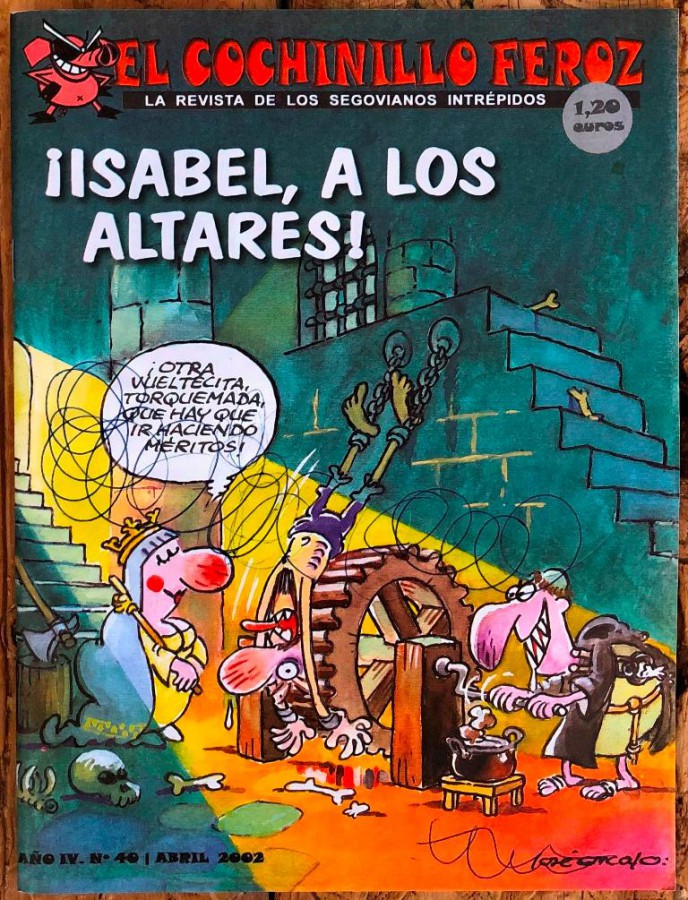 EL COCHINILLO FEROZ
LA REVISTA DE LOS SEGOVIANOS INTRÉPIDOS
1,20
euros
¡ISABEL, A LOS
ALTARES!
¡OTRA
VUELTECITA,
TORQUEMADA,
QUE HAY QUE
IR HACIENDO
MÉRITOS!
AÑO IV. Nº 40 | ABRIL 2002